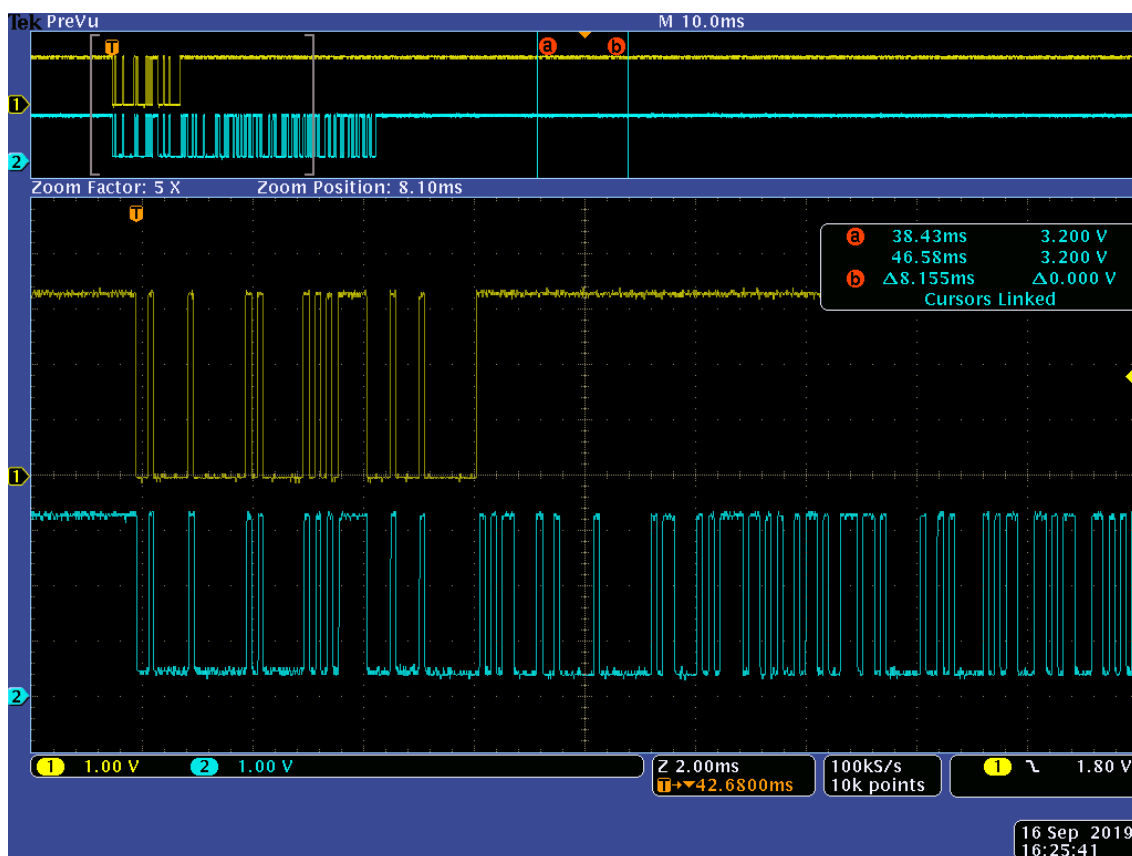 Tek PreVu M 10.0ms
T
a b
1
2
Zoom Factor: 5 X Zoom Position: 8.10ms
T
a 38.43ms 3.200 V
46.58ms 3.200 V
b Δ8.155ms Δ0.000 V
Cursors Linked
1
2
1 1.00 V 2 1.00 V Z 2.00ms 100kS/s 1 1.80 V
T→▼42.6800ms 10k points
16 Sep 2019
16:25:41